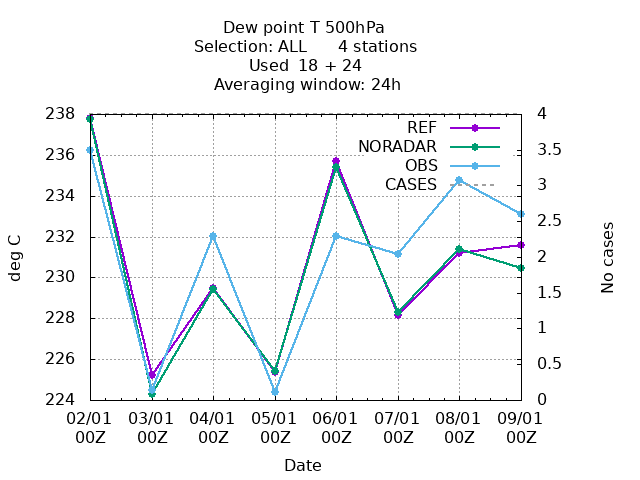 Dew point T 500hPa
Selection: ALL 4 stations
Used 18 + 24
Averaging window: 24h
238
236
234
232
230
228
226
224
deg C
4
3.5
3
2.5
2
1.5
1
0.5
0
No cases
REF
NORADAR
OBS
CASES
02/01 03/01 04/01 05/01 06/01 07/01 08/01 09/01
00Z 00Z 00Z 00Z 00Z 00Z 00Z 00Z
Date